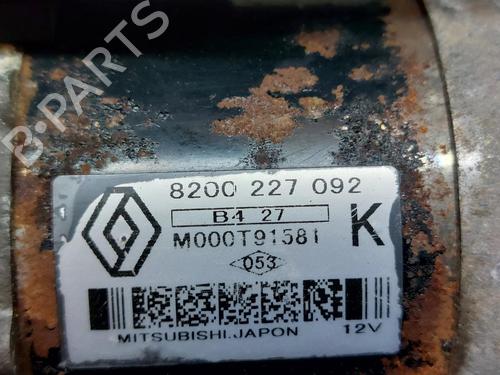 B-PARTS
8200 227 092
B4 27
M000T91581 K
053
MITSUBISHI.JAPON 12V